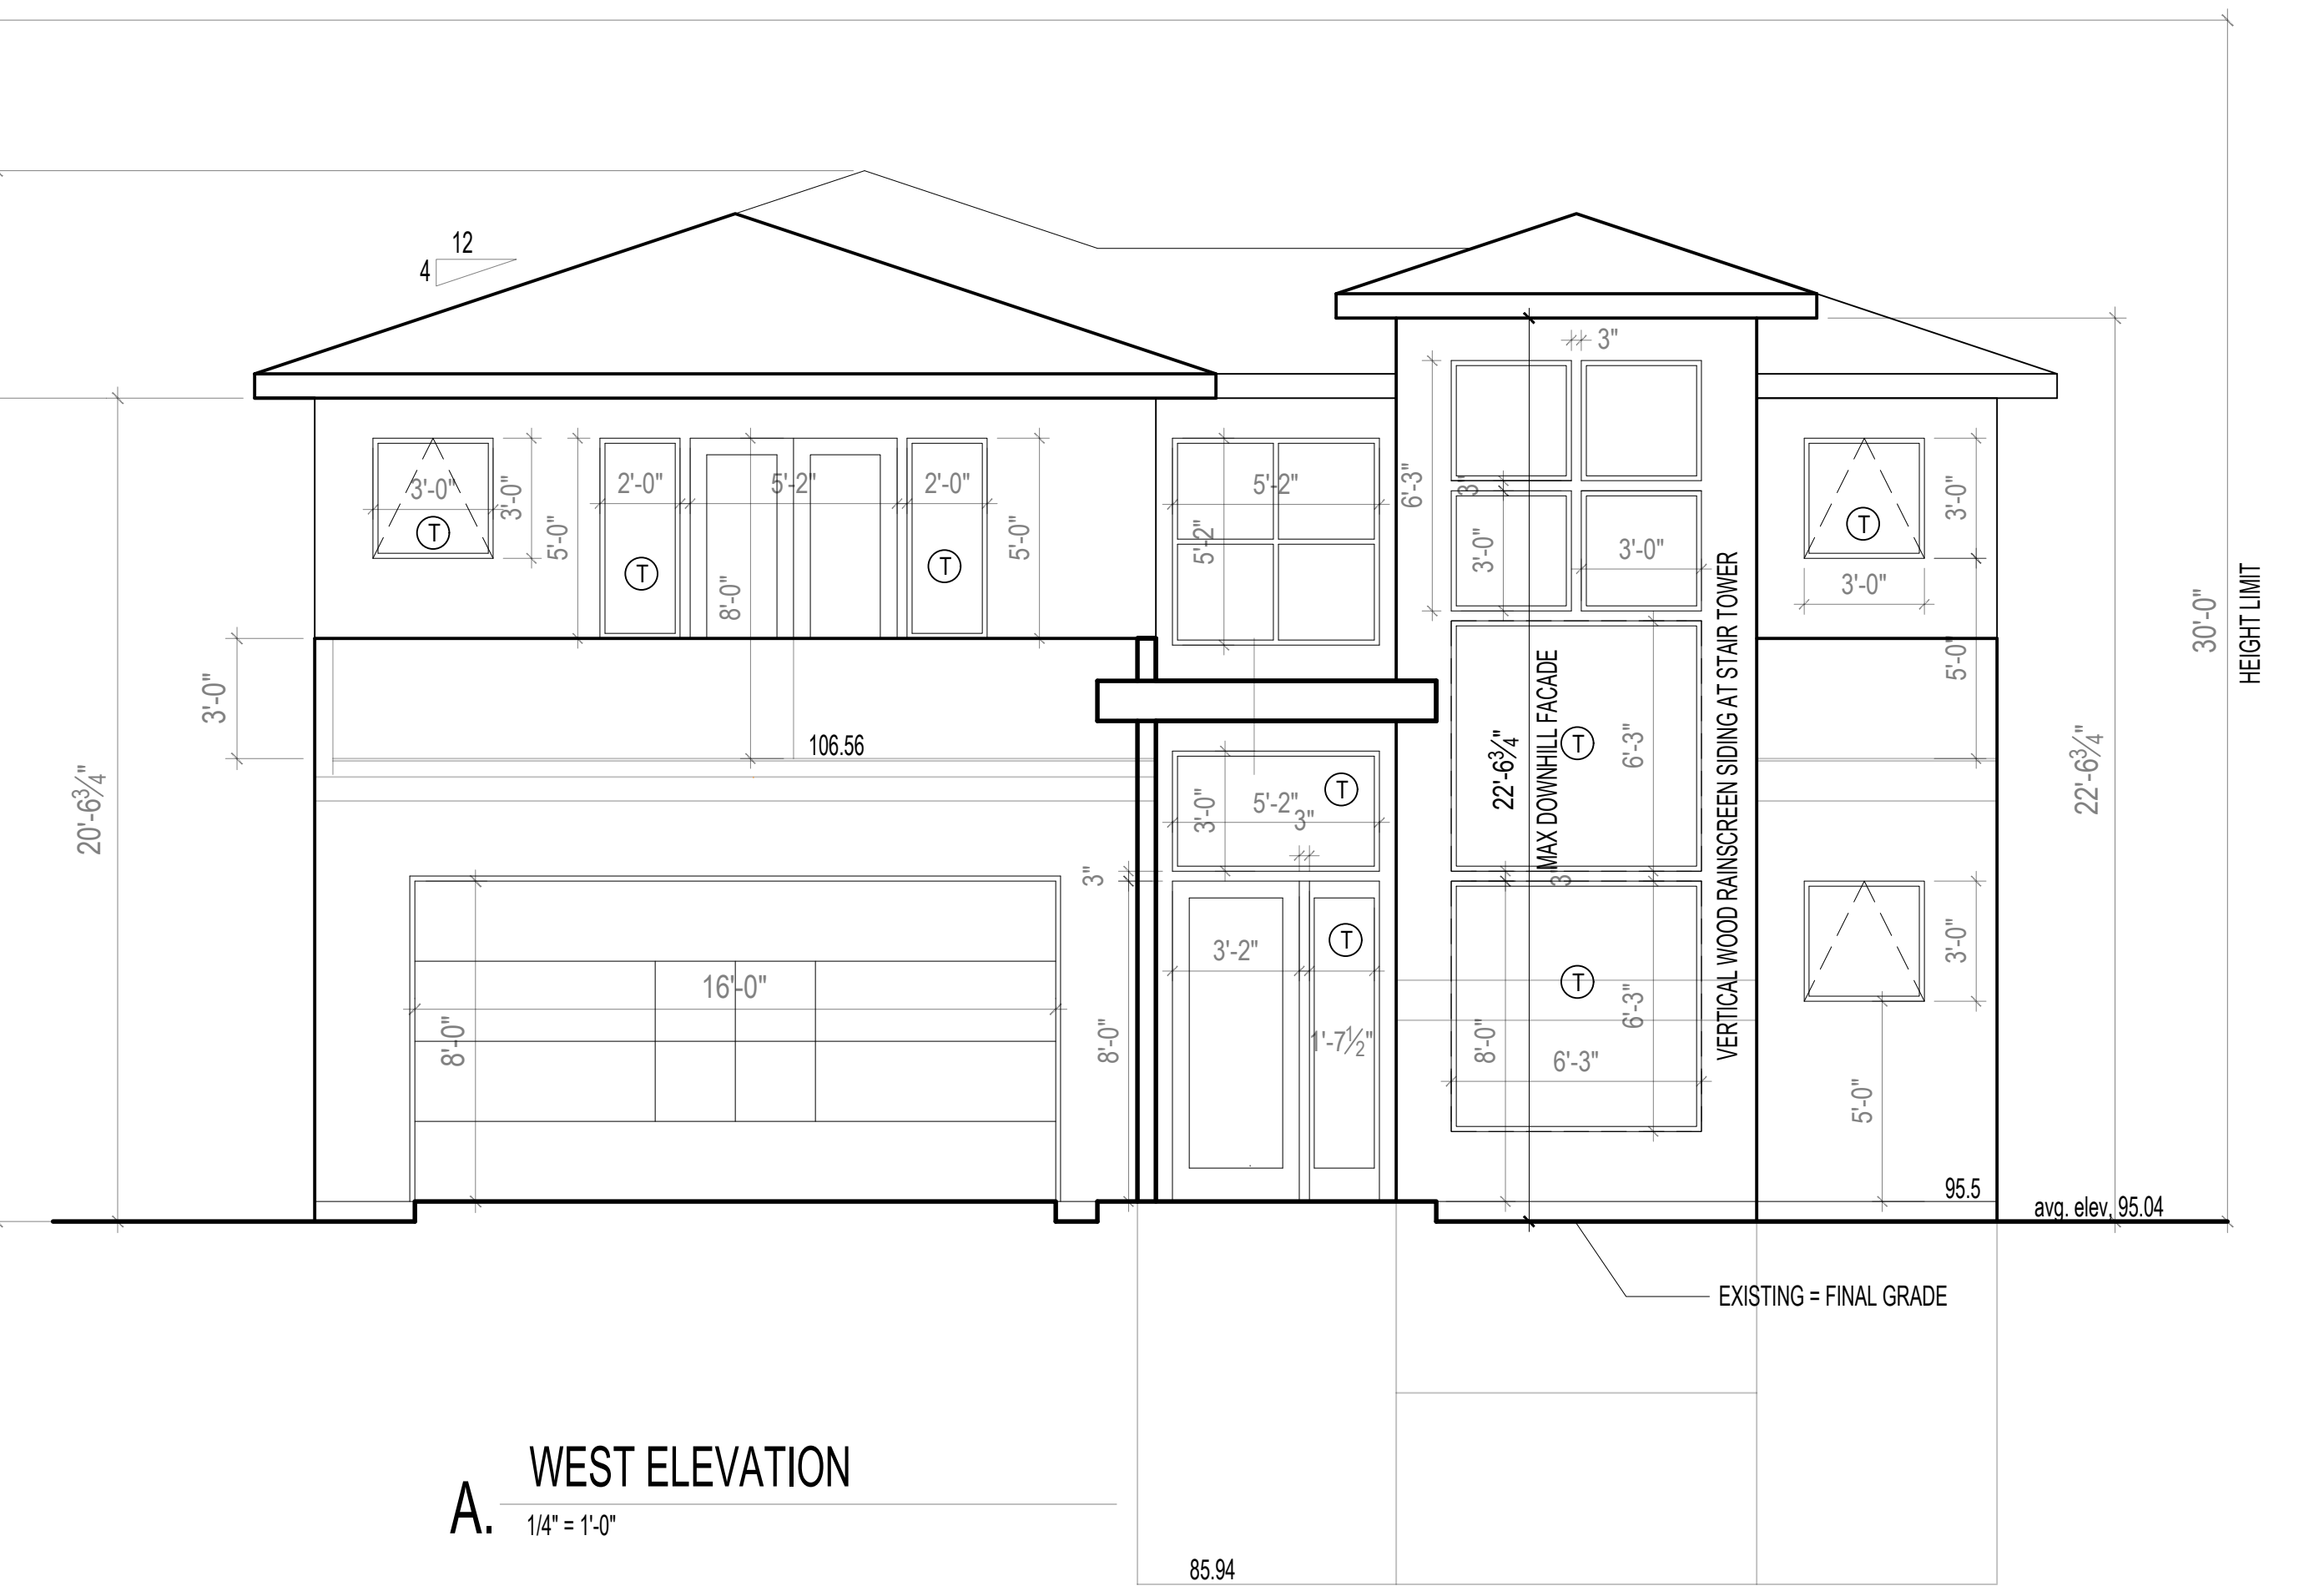 12
4
3"
3'-0"
T
3'-0"
5'-0"
2'-0"
T
5'-2"
8'-0"
2'-0"
T
5'-0"
5'-2"
5'-2"
6'-3"
3"
3'-0"
3'-0"
T
3'-0"
3'-0"
5'-0"
30'-0"
HEIGHT LIMIT
3'-0"
106.56
20'-6¾"
3'-0"
5'-2"
T
3"
3"
22'-6¾"
MAX DOWNHILL FACADE
T
6'-3"
3"
VERTICAL WOOD RAINSCREEN SIDING AT STAIR TOWER
22'-6¾"
16'-0"
8'-0"
8'-0"
3'-2"
T
1'-7½"
8'-0"
T
6'-3"
6'-3"
3'-0"
5'-0"
95.5
avg. elev, 95.04
EXISTING = FINAL GRADE
A.
WEST ELEVATION
1/4" = 1'-0"
85.94